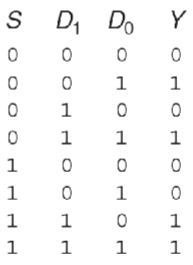 S D₁ D₀ Y
0 0 0 0
0 0 1 1
0 1 0 0
0 1 1 1
1 0 0 0
1 0 1 0
1 1 0 1
1 1 1 1